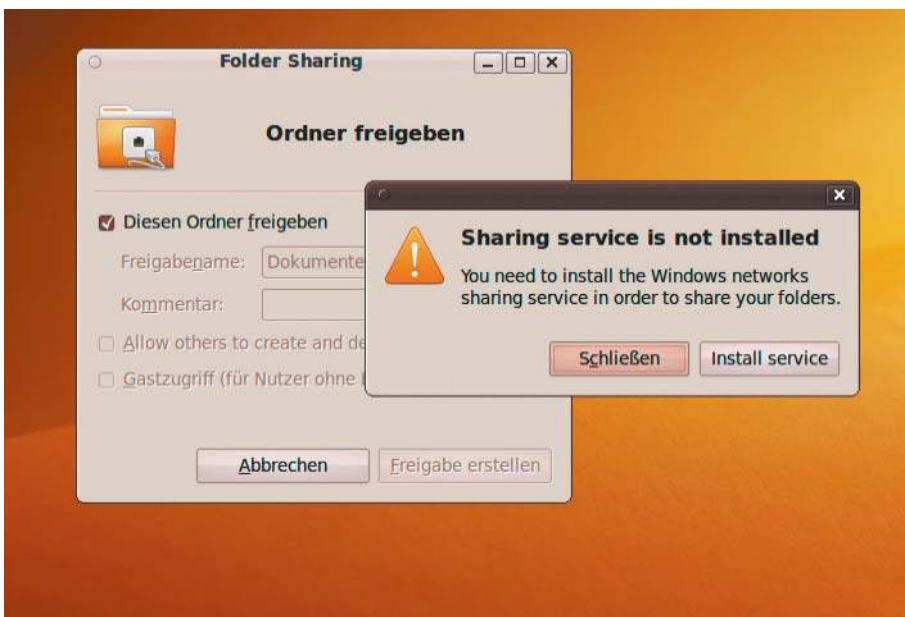 Folder Sharing
Ordner freigeben
Diesen Ordner freigeben
Freigabename: Dokumente
Kommentar:
Allow others to create and de
Gastzugriff (für Nutzer ohne
Abbrechen
Freigabe erstellen
Sharing service is not installed
You need to install the Windows networks
sharing service in order to share your folders.
Schließen
Install service